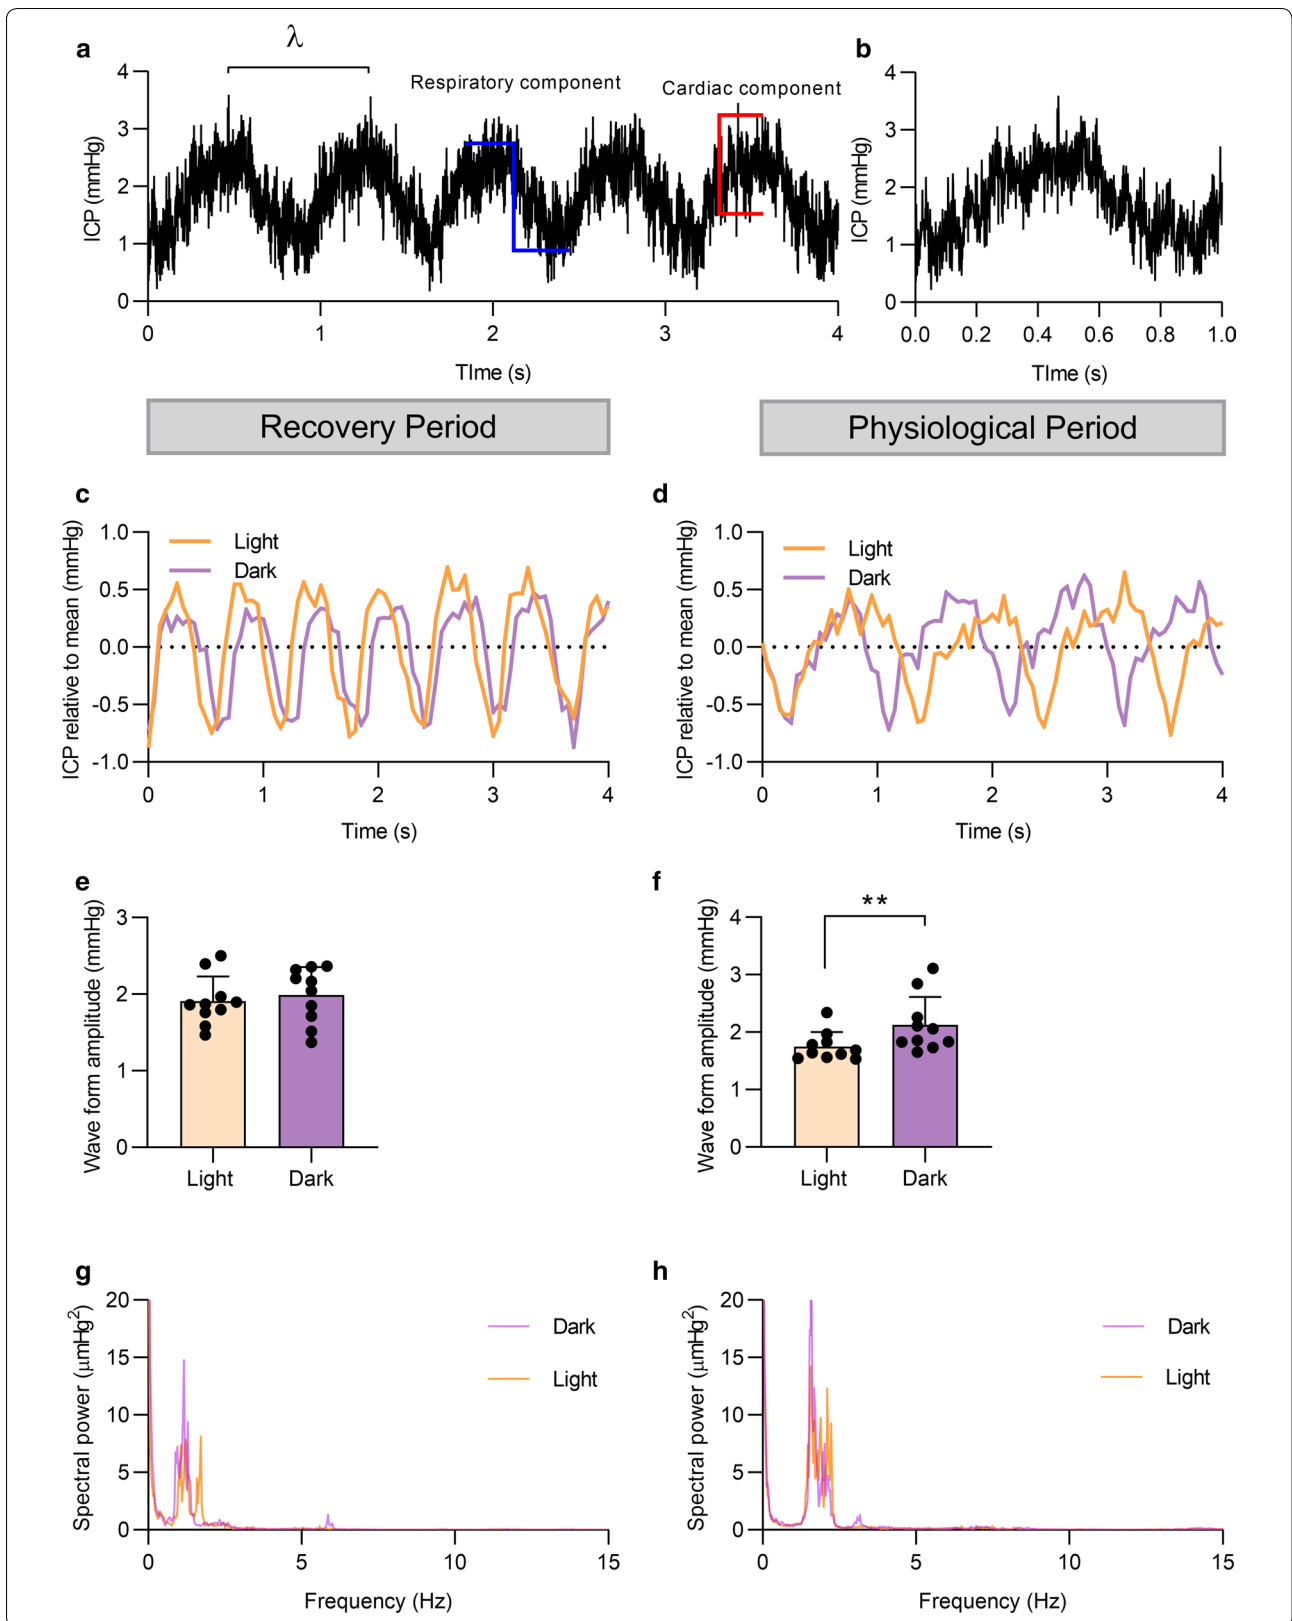 a
λ
Respiratory component
Cardiac component
4
3
2
1
0
ICP (mmHg)
0 1 2 3 4
TIme (s)
b
4
3
2
1
0
ICP (mmHg)
0.0 0.2 0.4 0.6 0.8 1.0
TIme (s)
Recovery Period
Physiological Period
c
1.0
0.5
0.0
-0.5
-1.0
ICP relative to mean (mmHg)
Light
Dark
0 1 2 3 4
Time (s)
d
1.0
0.5
0.0
-0.5
-1.0
ICP relative to mean (mmHg)
Light
Dark
0 1 2 3 4
Time (s)
e
3
2
1
0
Wave form amplitude (mmHg)
Light Dark
f
4
3
2
1
0
Wave form amplitude (mmHg)
**
Light Dark
g
20
15
10
5
0
Spectral power (μmHg²)
Dark
Light
0 5 10 15
Frequency (Hz)
h
20
15
10
5
0
Spectral power (μmHg²)
Dark
Light
0 5 10 15
Frequency (Hz)